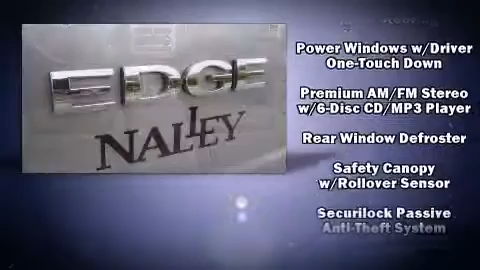 EDGE
NALLEY
Power Windows w/Driver
One-Touch Down
Premium AM/FM Stereo
w/6-Disc CD/MP3 Player
Rear Window Defroster
Safety Canopy
w/Rollover Sensor
Securilock Passive
Anti-Theft System